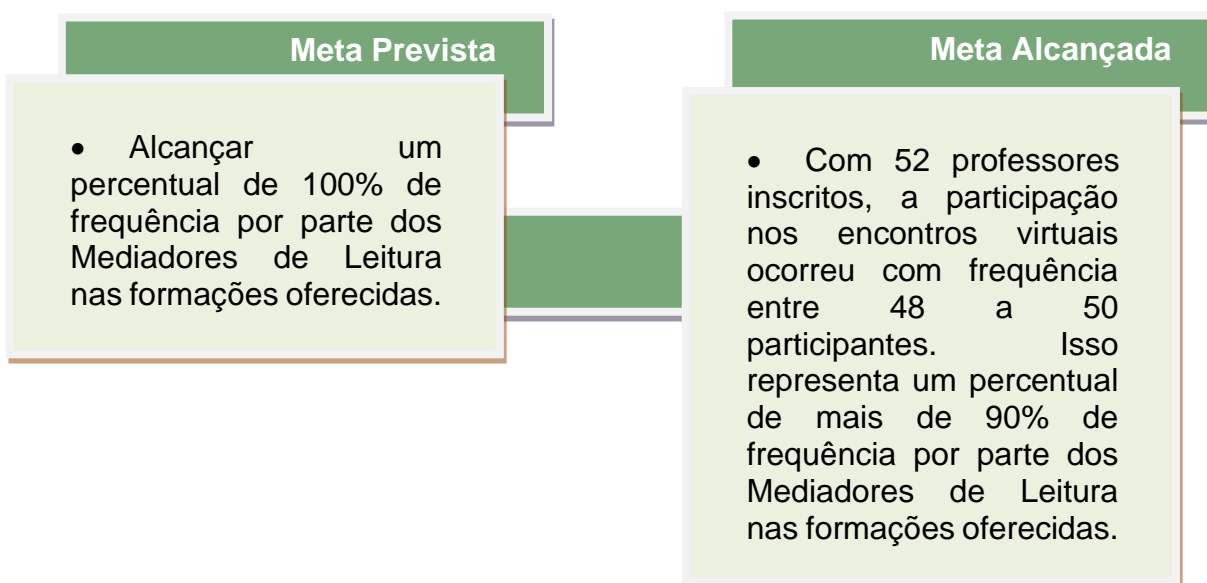 Meta Prevista
• Alcançar um
percentual de 100% de
frequência por parte dos
Mediadores de Leitura
nas formações oferecidas.
Meta Alcançada
• Com 52 professores
inscritos, a participação
nos encontros virtuais
ocorreu com frequência
entre 48 a 50
participantes. Isso
representa um percentual
de mais de 90% de
frequência por parte dos
Mediadores de Leitura
nas formações oferecidas.